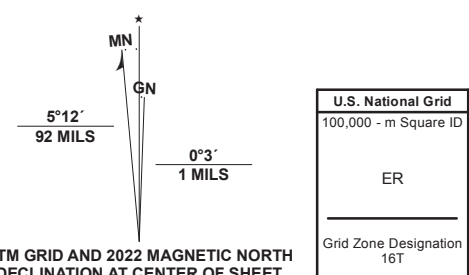 ★
MN
GN
5°12´
92 MILS
0°3´
1 MILS
TM GRID AND 2022 MAGNETIC NORTH
DECLINATION AT CENTER OF SHEET
U.S. National Grid
100,000 - m Square ID
ER
Grid Zone Designation
16T